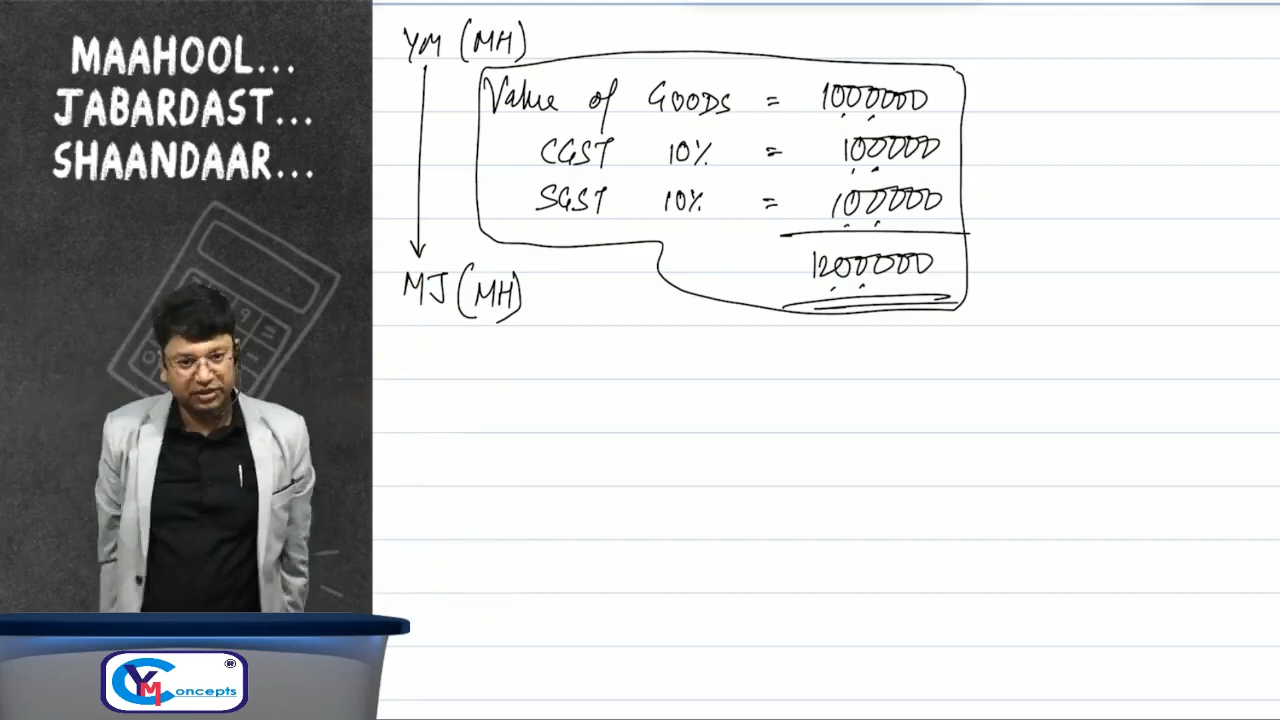 MAAHOOL...
JABARDAST...
SHAANDAAR...
YM (MH)
Value of GOODS = 1000000
CGST 10% = 100000
SGST 10% = 100000
1200000
MJ (MH)
YM Concepts ®